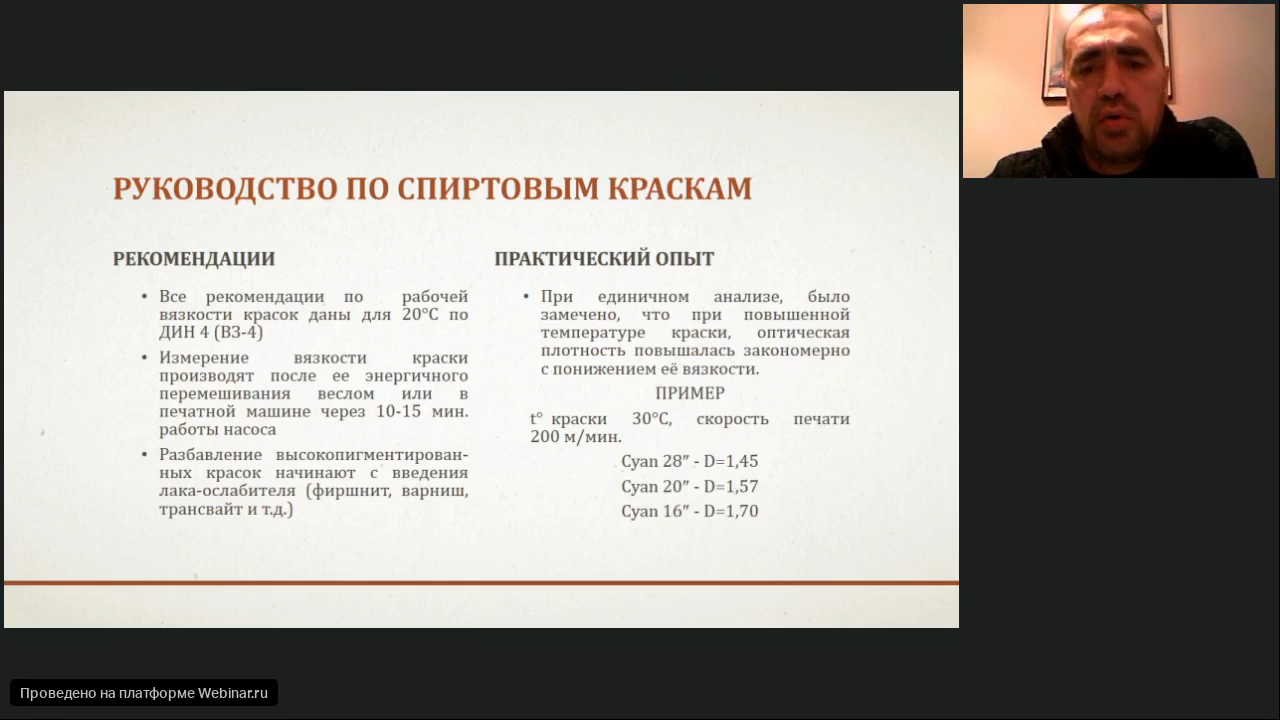 РУКОВОДСТВО ПО СПИРТОВЫМ КРАСКАМ
РЕКОМЕНДАЦИИ
• Все рекомендации по рабочей
вязкости красок даны для 20°С по
ДИН 4 (ВЗ-4)
• Измерение вязкости краски
производят после ее энергичного
перемешивания веслом или в
печатной машине через 10-15 мин.
работы насоса
• Разбавление высокопигментирован-
ных красок начинают с введения
лака-ослабителя (фиршнит, варниш,
трансвайт и т.д.)
ПРАКТИЧЕСКИЙ ОПЫТ
• При единичном анализе, было
замечено, что при повышенной
температуре краски, оптическая
плотность повышалась закономерно
с понижением её вязкости.
ПРИМЕР
t° краски 30°С, скорость печати
200 м/мин.
Cyan 28″ - D=1,45
Cyan 20″ - D=1,57
Cyan 16″ - D=1,70
Проведено на платформе Webinar.ru